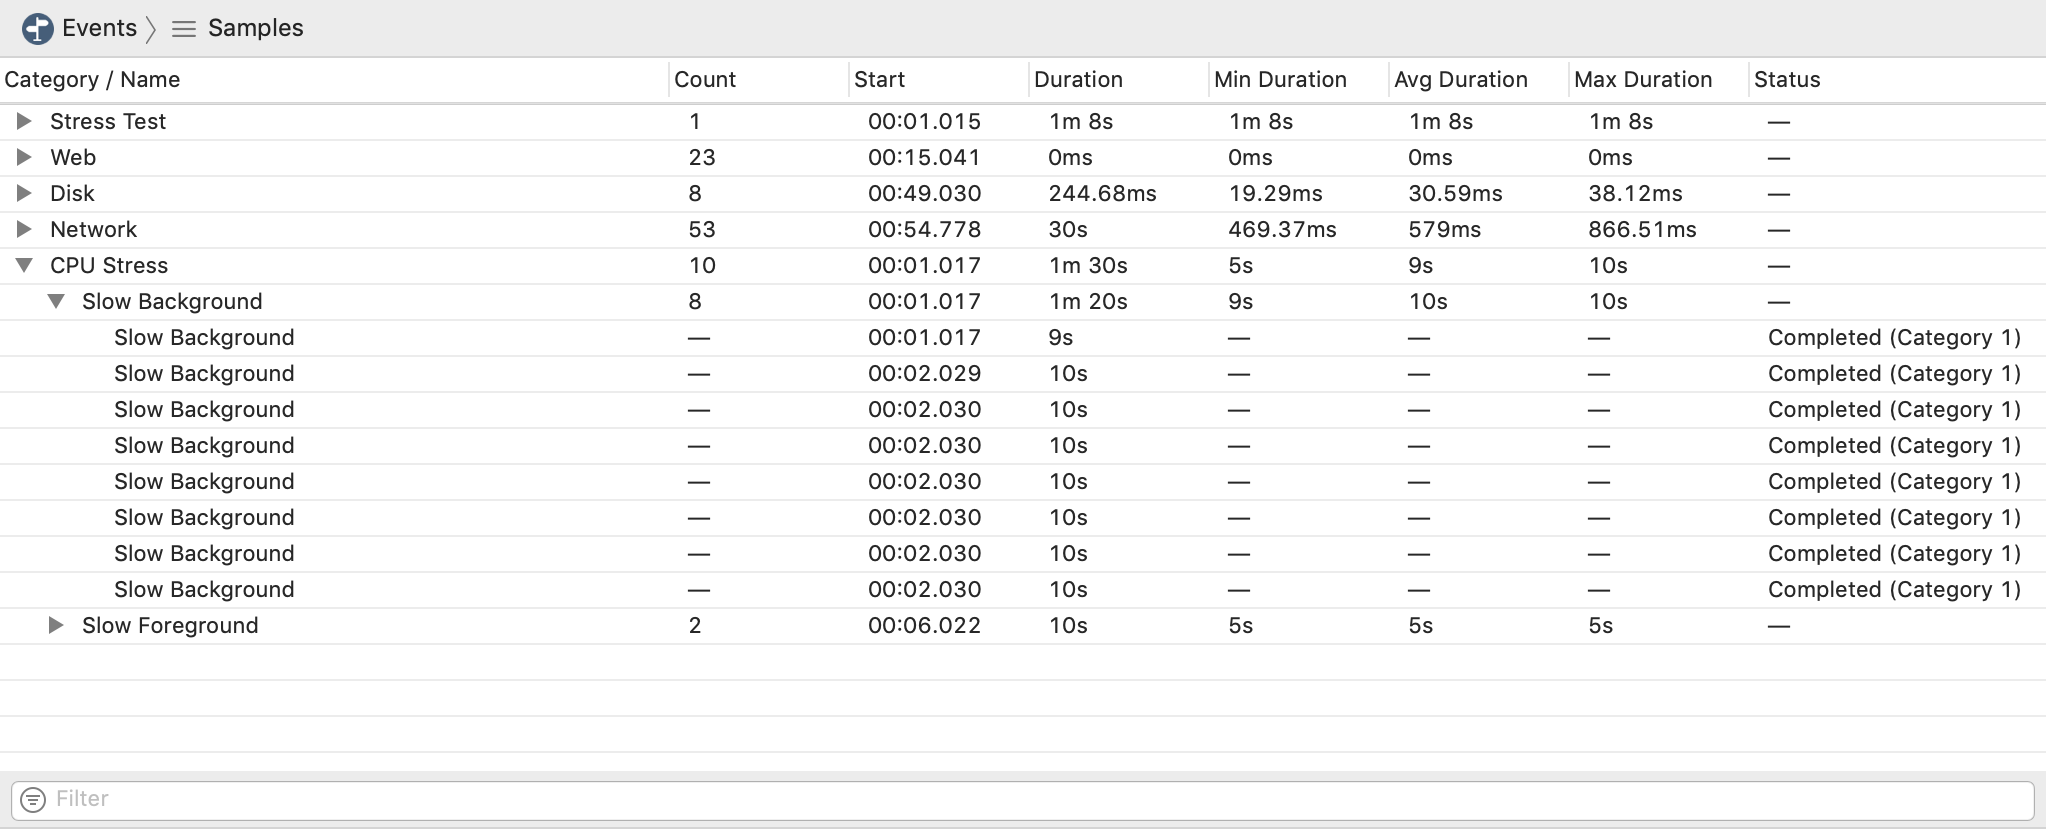 Events Samples
Category / Name Count Start Duration Min Duration Avg Duration Max Duration Status
Stress Test 1 00:01.015 1m 8s 1m 8s 1m 8s 1m 8s —
Web 23 00:15.041 0ms 0ms 0ms 0ms —
Disk 8 00:49.030 244.68ms 19.29ms 30.59ms 38.12ms —
Network 53 00:54.778 30s 469.37ms 579ms 866.51ms —
CPU Stress 10 00:01.017 1m 30s 5s 9s 10s —
Slow Background 8 00:01.017 1m 20s 9s 10s 10s —
Slow Background — 00:01.017 9s — — — Completed (Category 1)
Slow Background — 00:02.029 10s — — — Completed (Category 1)
Slow Background — 00:02.030 10s — — — Completed (Category 1)
Slow Background — 00:02.030 10s — — — Completed (Category 1)
Slow Background — 00:02.030 10s — — — Completed (Category 1)
Slow Background — 00:02.030 10s — — — Completed (Category 1)
Slow Background — 00:02.030 10s — — — Completed (Category 1)
Slow Background — 00:02.030 10s — — — Completed (Category 1)
Slow Foreground 2 00:06.022 10s 5s 5s 5s —
Filter